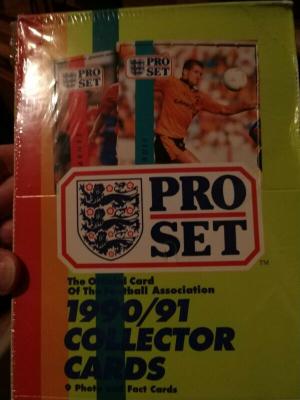 PRO
SET
PRO
SET
PRO
SET
TM
The Official Card
Of The Football Association
1990/91
COLLECTOR
CARDS
9 Photo and Fact Cards